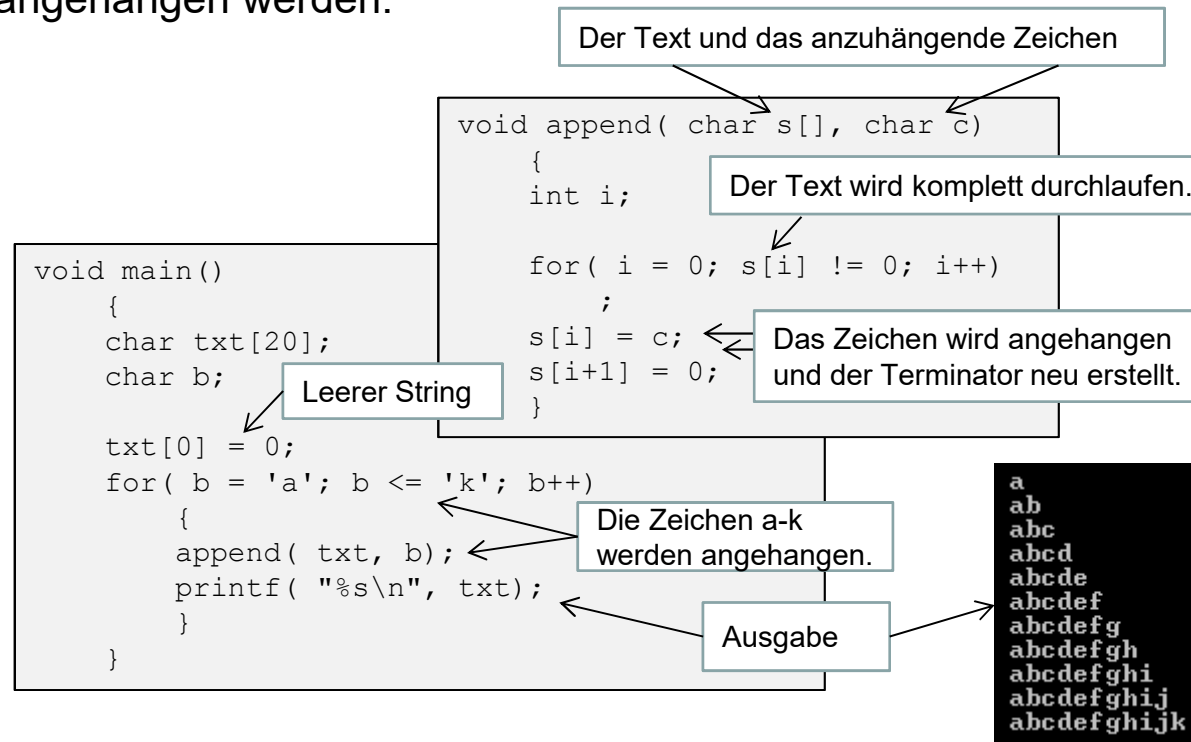 angehangen werden.
Der Text und das anzuhängende Zeichen
void append( char s[], char c)
{
int i;
Der Text wird komplett durchlaufen.
for( i = 0; s[i] != 0; i++)
;
s[i] = c;
s[i+1] = 0;
}
Das Zeichen wird angehangen
und der Terminator neu erstellt.
void main()
{
char txt[20];
char b;
Leerer String
txt[0] = 0;
for( b = 'a'; b <= 'k'; b++)
{
append( txt, b);
printf( "%s\n", txt);
}
}
Die Zeichen a-k
werden angehangen.
Ausgabe
a
ab
abc
abcd
abcde
abcdef
abcdefg
abcdefgh
abcdefghi
abcdefghij
abcdefghijk